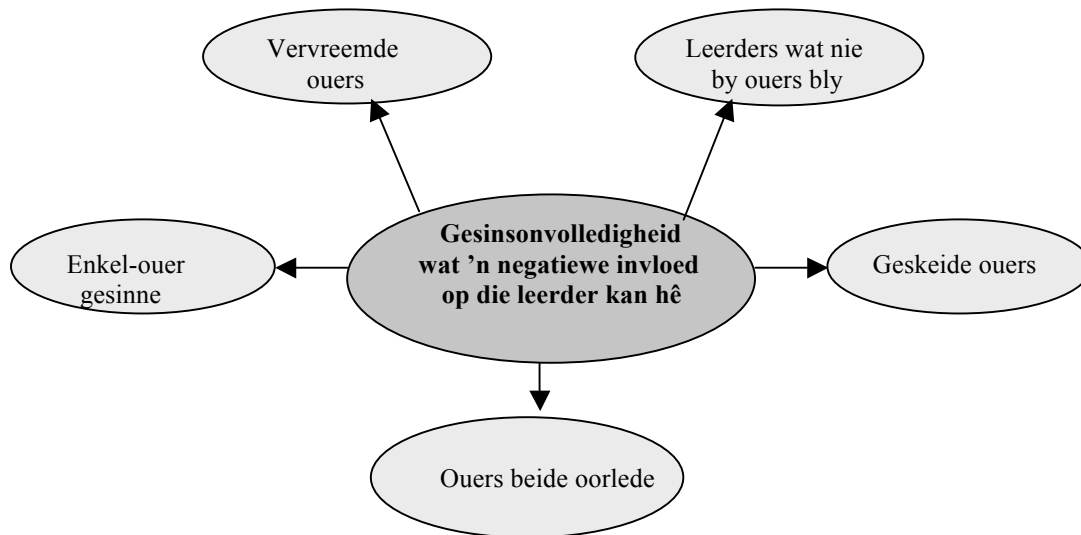 Vervreemde
ouers
Leerders wat nie
by ouers bly
Gesinsonvolledigheid
wat ’n negatiewe invloed
op die leerder kan hê
Enkel-ouer
gesinne
Geskeide ouers
Ouers beide oorlede